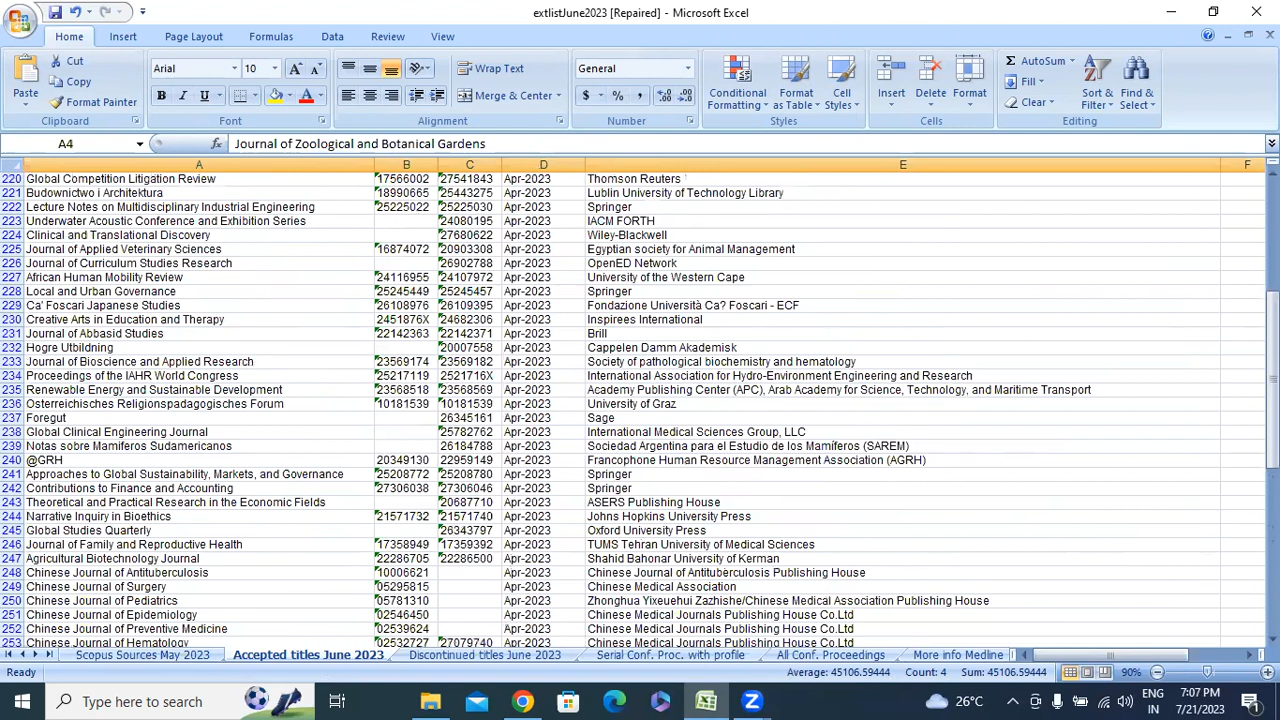 extlistJune2023 [Repaired] - Microsoft Excel
Home Insert Page Layout Formulas Data Review View
Paste Cut Copy Format Painter Clipboard
Arial 10 B I U A Font
Wrap Text Merge & Center Alignment
General $ % , Number
Conditional Formatting Format as Table Cell Styles Styles
Insert Delete Format Cells
Σ AutoSum Fill Clear Sort & Filter Find & Select Editing
A4 fx Journal of Zoological and Botanical Gardens
A B C D E F
220 Global Competition Litigation Review 17566002 27541843 Apr-2023 Thomson Reuters
221 Budownictwo i Architektura 18990665 25443275 Apr-2023 Lublin University of Technology Library
222 Lecture Notes on Multidisciplinary Industrial Engineering 25225022 25225030 Apr-2023 Springer
223 Underwater Acoustic Conference and Exhibition Series 24080195 Apr-2023 IACM FORTH
224 Clinical and Translational Discovery 27680622 Apr-2023 Wiley-Blackwell
225 Journal of Applied Veterinary Sciences 16874072 20903308 Apr-2023 Egyptian society for Animal Management
226 Journal of Curriculum Studies Research 26902788 Apr-2023 OpenED Network
227 African Human Mobility Review 24116955 24107972 Apr-2023 University of the Western Cape
228 Local and Urban Governance 25245449 25245457 Apr-2023 Springer
229 Ca' Foscari Japanese Studies 26108976 26109395 Apr-2023 Fondazione Università Ca? Foscari - ECF
230 Creative Arts in Education and Therapy 2451876X 24682306 Apr-2023 Inspirees International
231 Journal of Abbasid Studies 22142363 22142371 Apr-2023 Brill
232 Hogre Utbildning 20007558 Apr-2023 Cappelen Damm Akademisk
233 Journal of Bioscience and Applied Research 23569174 23569182 Apr-2023 Society of pathological biochemistry and hematology
234 Proceedings of the IAHR World Congress 25217119 2521716X Apr-2023 International Association for Hydro-Environment Engineering and Research
235 Renewable Energy and Sustainable Development 23568518 23568569 Apr-2023 Academy Publishing Center (APC), Arab Academy for Science, Technology, and Maritime Transport
236 Osterreichisches Religionspadagogisches Forum 10181539 10181539 Apr-2023 University of Graz
237 Foregut 26345161 Apr-2023 Sage
238 Global Clinical Engineering Journal 25782762 Apr-2023 International Medical Sciences Group, LLC
239 Notas sobre Mamíferos Sudamericanos 26184788 Apr-2023 Sociedad Argentina para el Estudio de los Mamíferos (SAREM)
240 @GRH 20349130 22959149 Apr-2023 Francophone Human Resource Management Association (AGRH)
241 Approaches to Global Sustainability, Markets, and Governance 25208772 25208780 Apr-2023 Springer
242 Contributions to Finance and Accounting 27306038 27306046 Apr-2023 Springer
243 Theoretical and Practical Research in the Economic Fields 20687710 Apr-2023 ASERS Publishing House
244 Narrative Inquiry in Bioethics 21571732 21571740 Apr-2023 Johns Hopkins University Press
245 Global Studies Quarterly 26343797 Apr-2023 Oxford University Press
246 Journal of Family and Reproductive Health 17358949 17359392 Apr-2023 TUMS Tehran University of Medical Sciences
247 Agricultural Biotechnology Journal 22286705 22286500 Apr-2023 Shahid Bahonar University of Kerman
248 Chinese Journal of Antituberculosis 10006621 Apr-2023 Chinese Journal of Antituberculosis Publishing House
249 Chinese Journal of Surgery 05295815 Apr-2023 Chinese Medical Association
250 Chinese Journal of Pediatrics 05781310 Apr-2023 Zhonghua Yixeuehui Zazhishe/Chinese Medical Association Publishing House
251 Chinese Journal of Epidemiology 02546450 Apr-2023 Chinese Medical Journals Publishing House Co.Ltd
252 Chinese Journal of Preventive Medicine 02539624 Apr-2023 Chinese Medical Journals Publishing House Co.Ltd
253 Chinese Journal of Hematology 02532727 27079740 Apr-2023 Chinese Medical Journals Publishing House Co.Ltd
Scopus Sources May 2023 Accepted titles June 2023 Discontinued titles June 2023 Serial Conf. Proc. with profile All Conf. Proceedings More info Medline
Ready Average: 45106.59444 Count: 4 Sum: 45106.59444 90%
Type here to search 26°C ENG IN 7:07 PM 7/21/2023 1